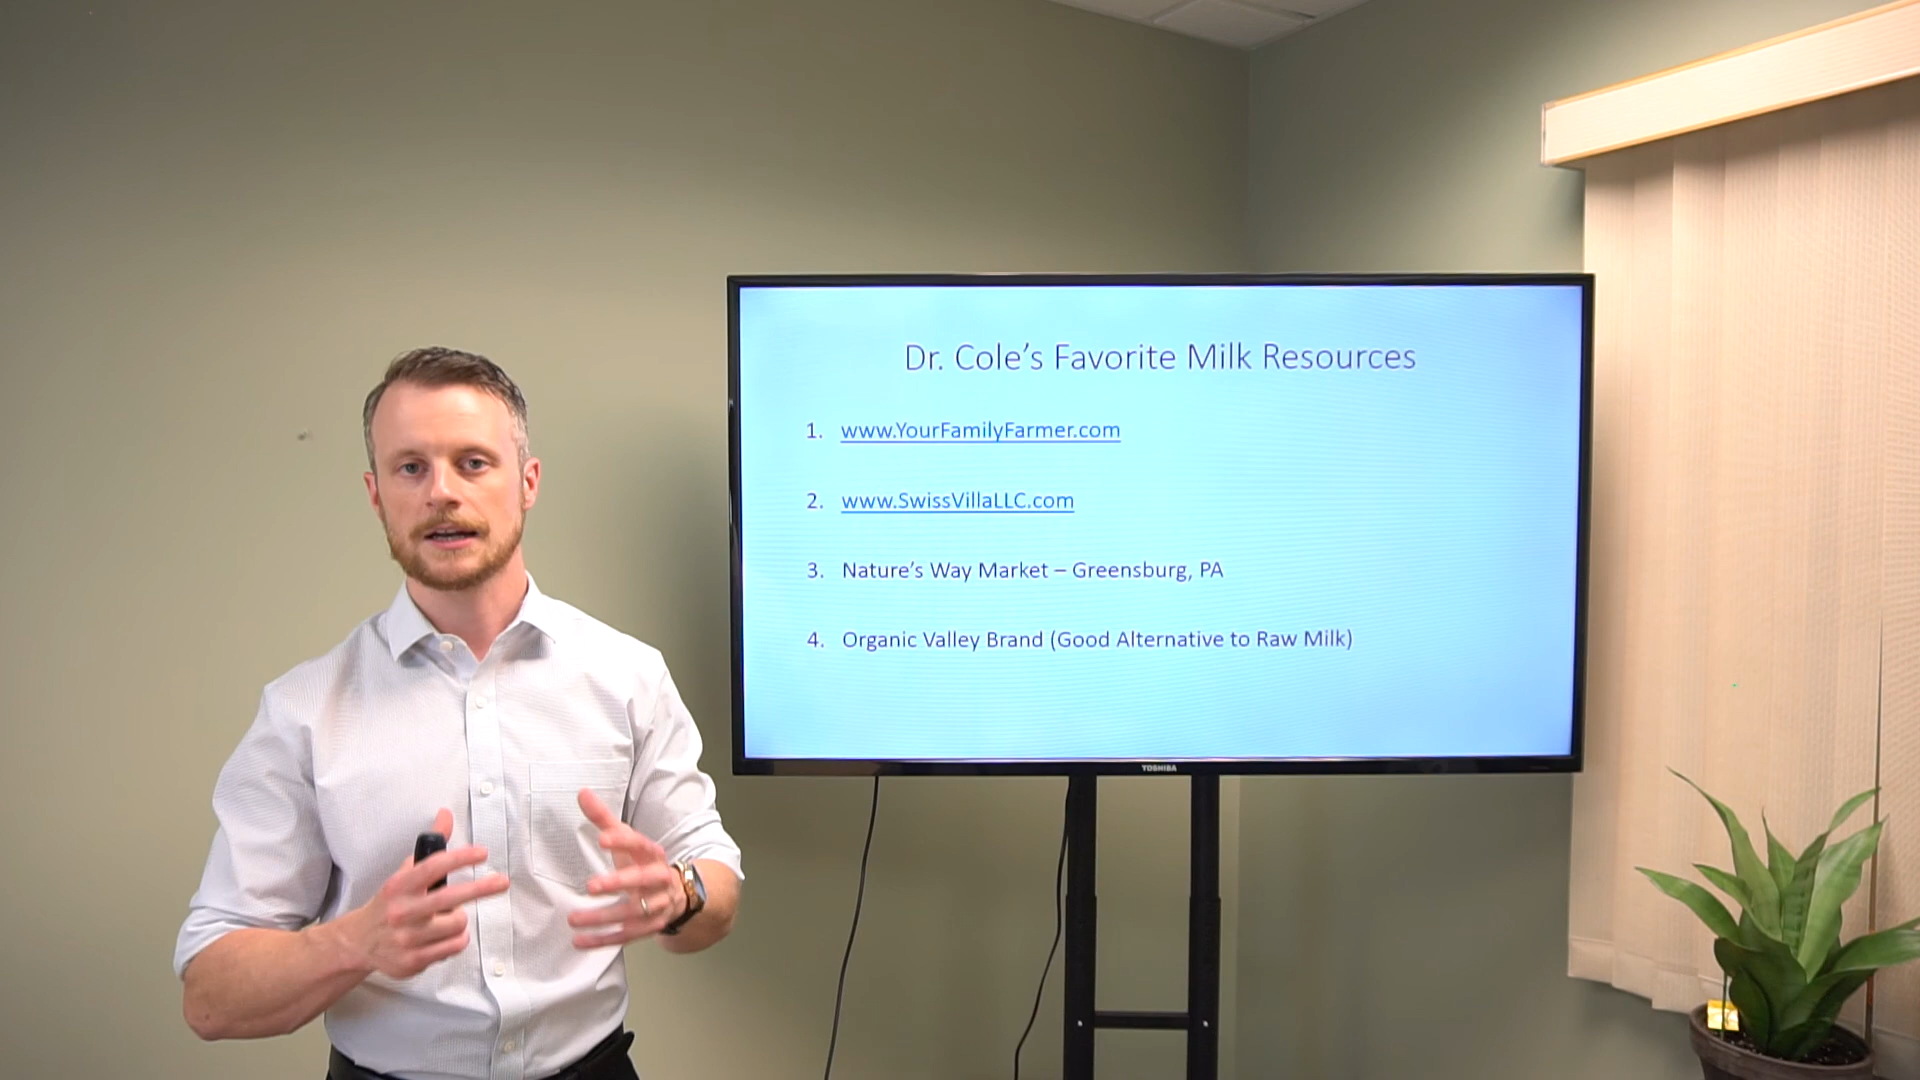 Dr. Cole's Favorite Milk Resources
1. www.YourFamilyFarmer.com
2. www.SwissVillaLLC.com
3. Nature's Way Market – Greensburg, PA
4. Organic Valley Brand (Good Alternative to Raw Milk)
TOSHIBA